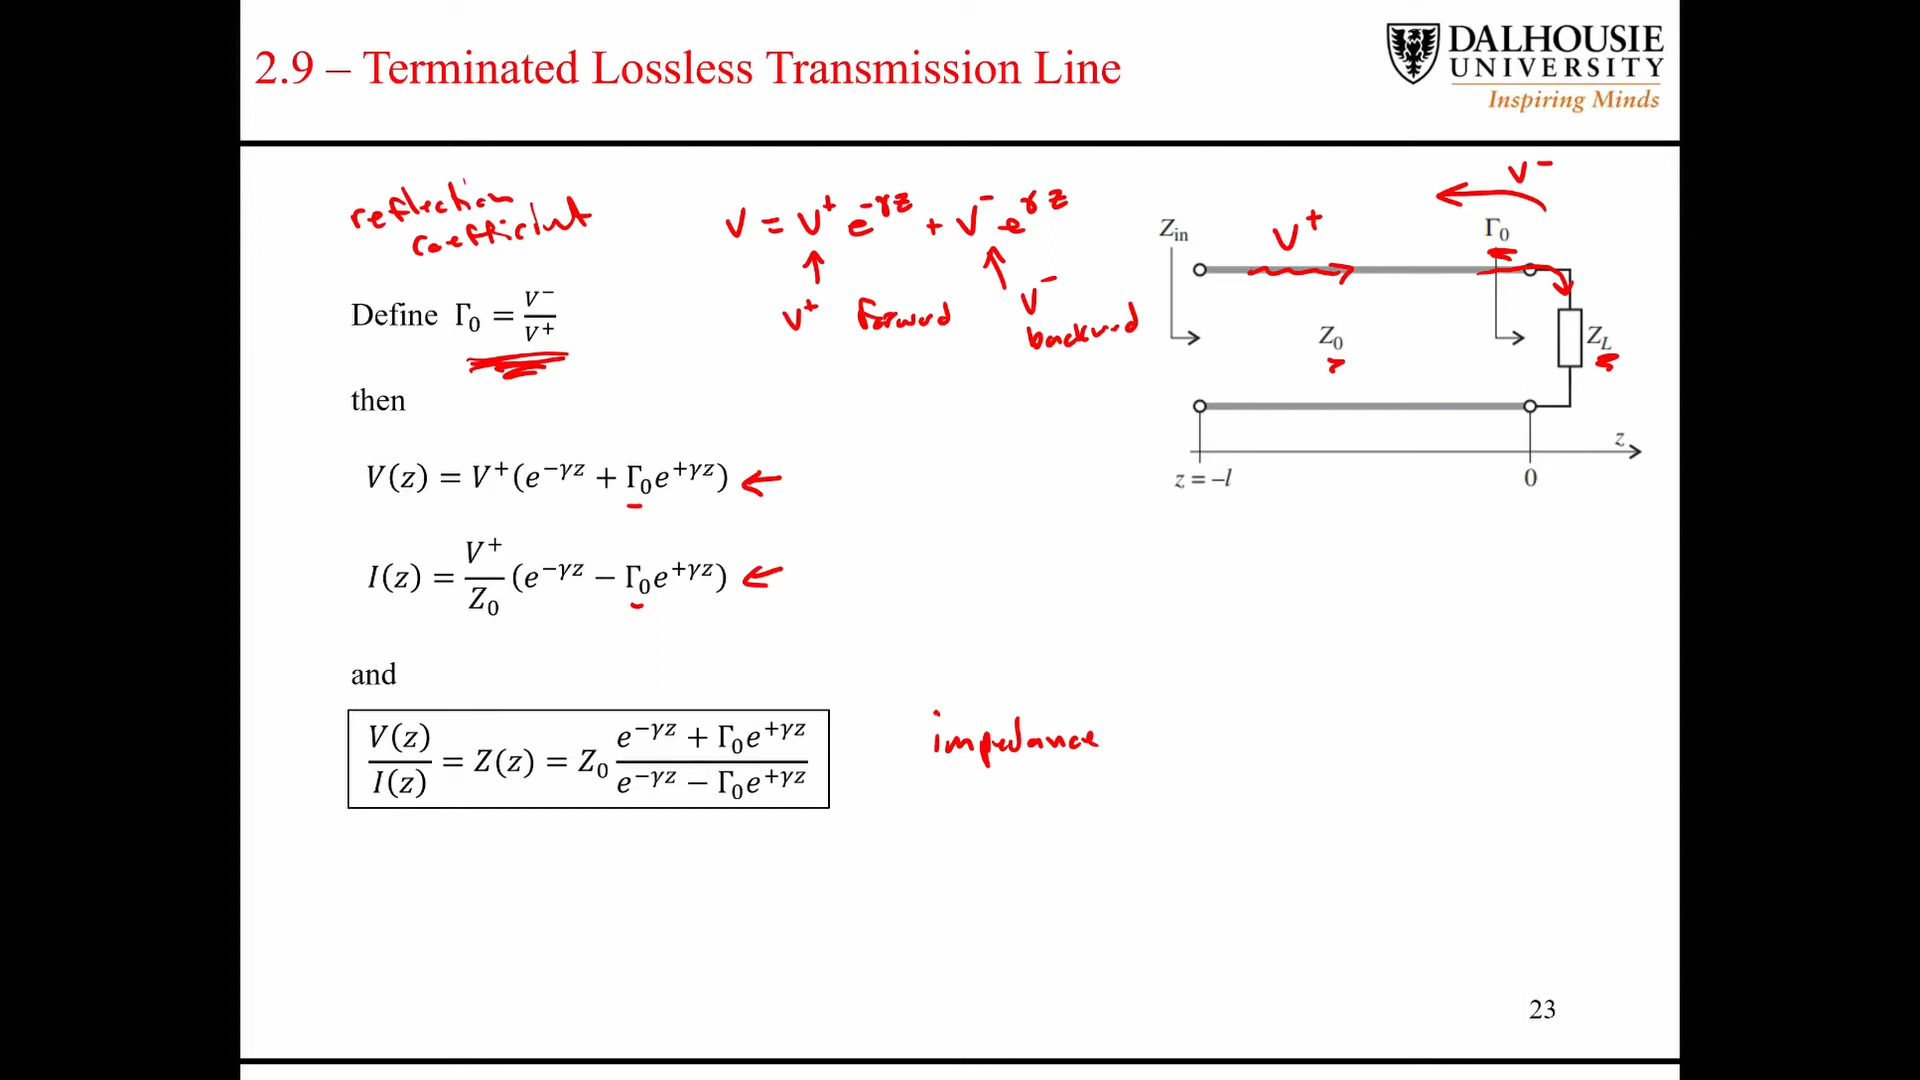 2.9 – Terminated Lossless Transmission Line
DALHOUSIE
UNIVERSITY
Inspiring Minds
reflection
coefficient
V = V⁺ e^{-γz} + V⁻ e^{γz}
V⁺ forward
V⁻
backward
Define Γ₀ = V⁻/V⁺
then
V(z) = V⁺(e^{−γz} + Γ₀e^{+γz})
I(z) = V⁺/Z₀ (e^{−γz} − Γ₀e^{+γz})
and
V(z)/I(z) = Z(z) = Z₀ (e^{−γz} + Γ₀e^{+γz})/(e^{−γz} − Γ₀e^{+γz})
impedance
V⁻
V⁺
Z_in
Γ₀
Z₀
Z_L
z
z = –l
0
23